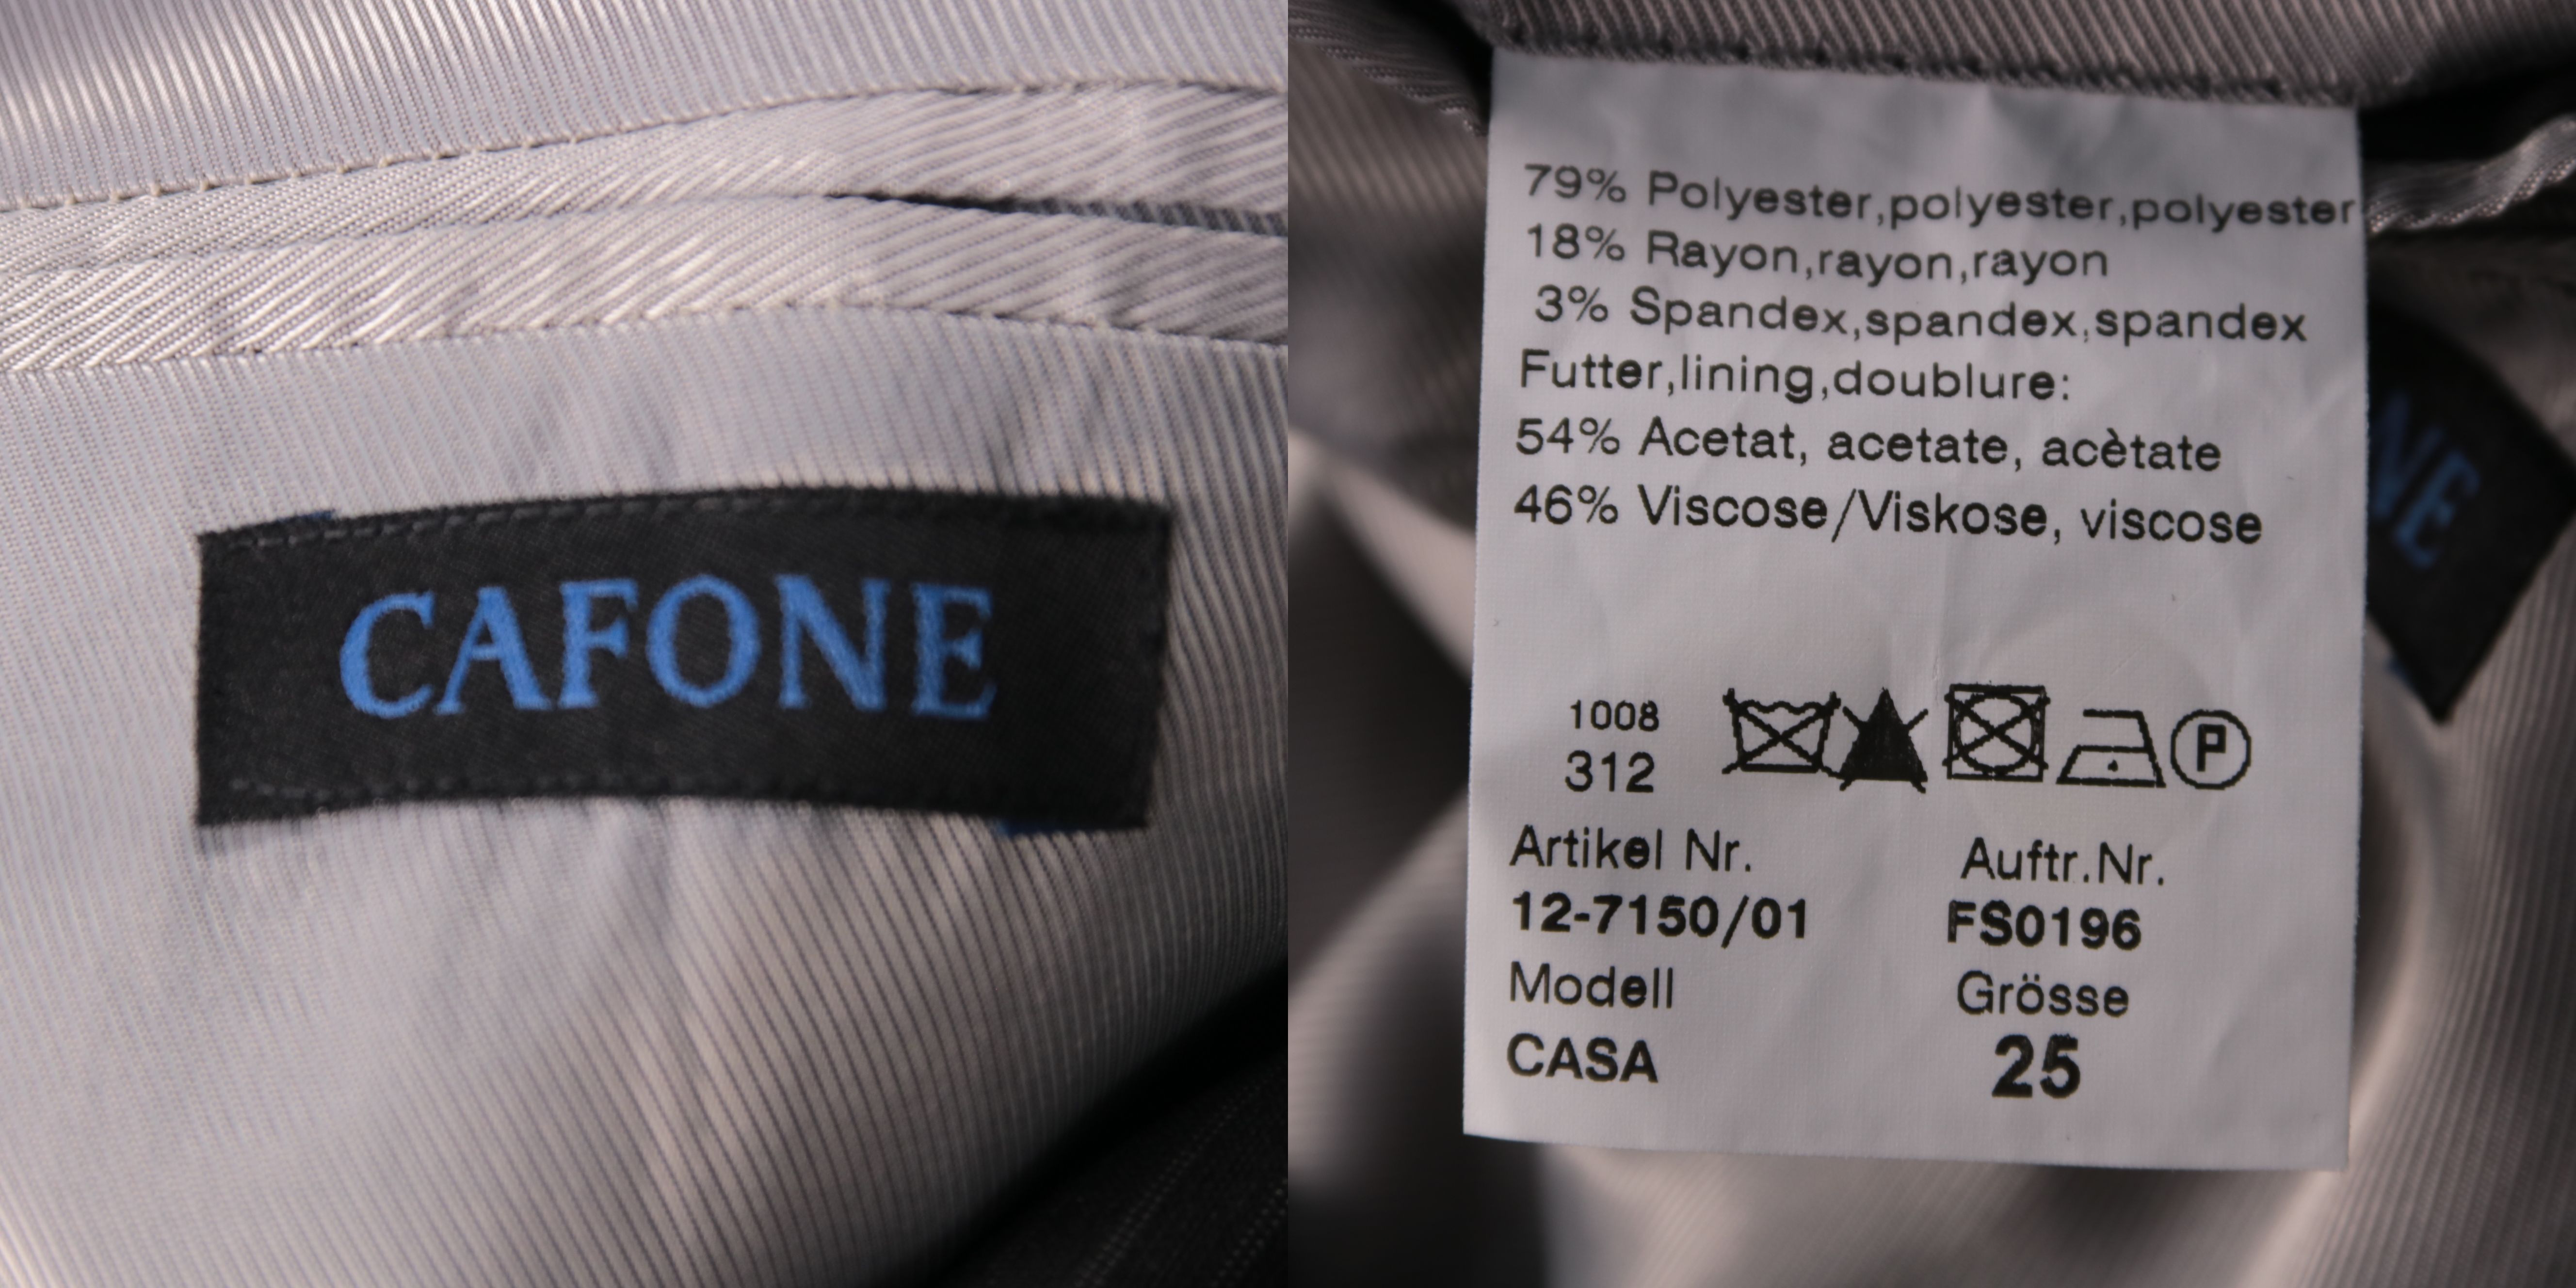 CAFONE
79% Polyester,polyester,polyester
18% Rayon,rayon,rayon
3% Spandex,spandex,spandex
Futter,lining,doublure:
54% Acetat, acetate, acètate
46% Viscose/Viskose, viscose
1008
312
P
Artikel Nr. Auftr.Nr.
12-7150/01 FS0196
Modell Grösse
CASA 25
NE